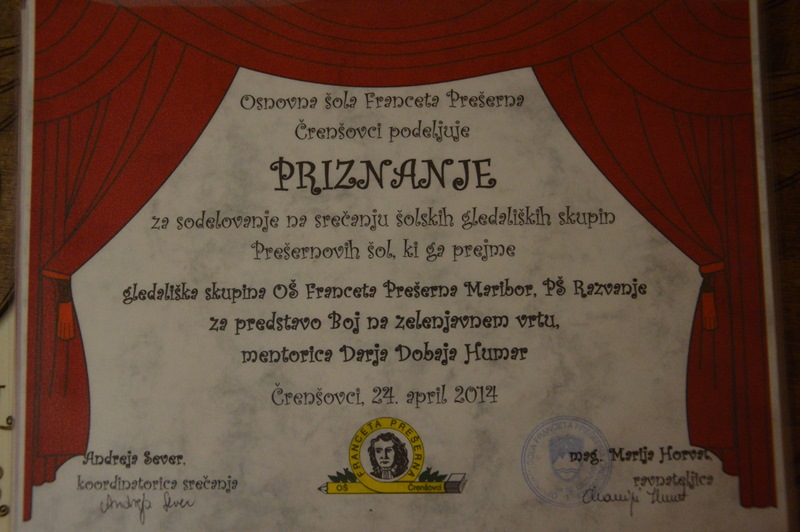 Osnovna šola Franceta Prešerna
Črenšovci podeljuje
PRIZNANJE
za sodelovanje na srečanju šolskih gledaliških skupin
Prešernovih šol, ki ga prejme
gledališka skupina OŠ Franceta Prešerna Maribor, PŠ Razvanje
za predstavo Boj na zelenjavnem vrtu,
mentorica Darja Dobaja Humar
Črenšovci, 24. april 2014
FRANCETA PREŠERNA
OŠ Črenšovci
Andreja Sever,
koordinatorica srečanja
Andreja Sever
mag. Marija Horvat,
ravnateljica